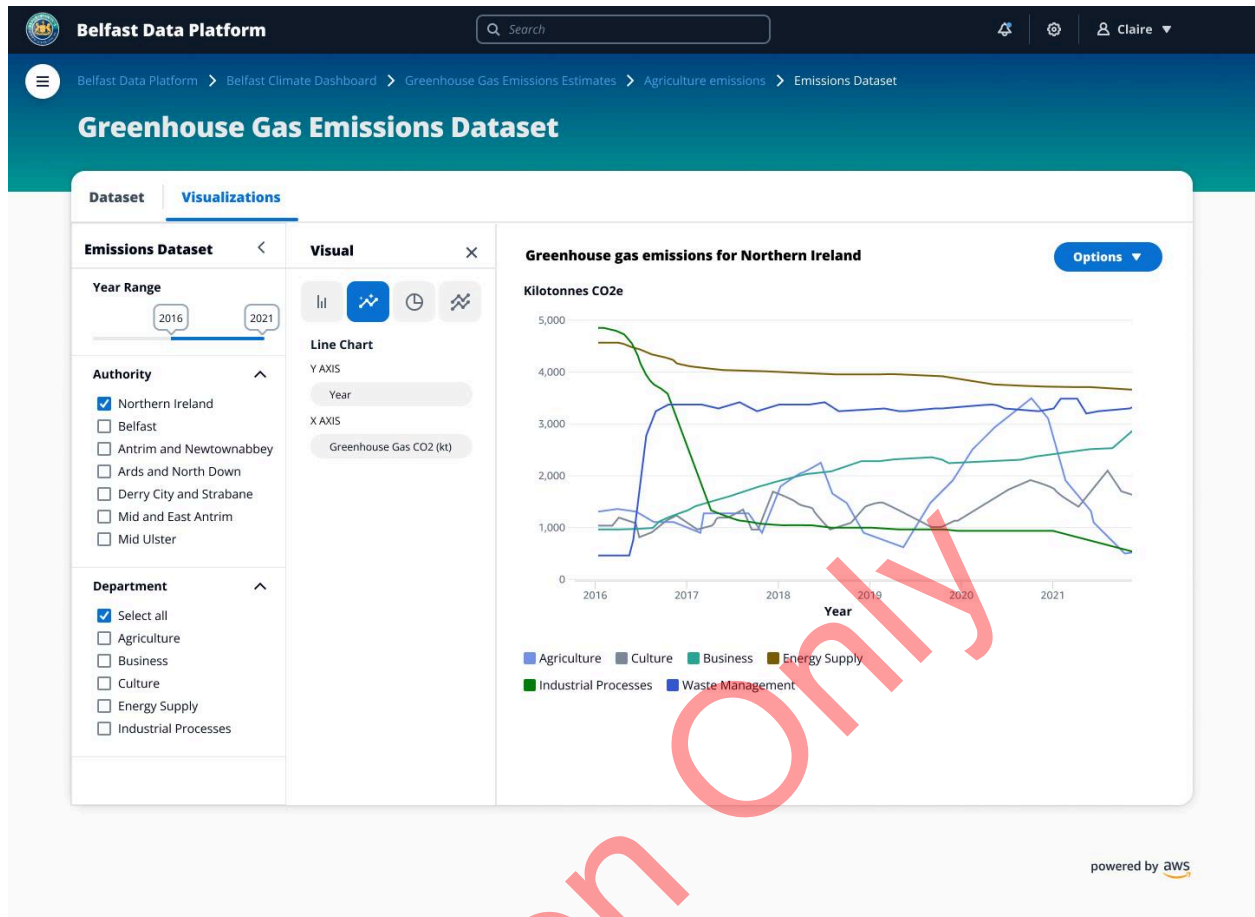 Belfast Data Platform
Search
Claire
Belfast Data Platform > Belfast Climate Dashboard > Greenhouse Gas Emissions Estimates > Agriculture emissions > Emissions Dataset
Greenhouse Gas Emissions Dataset
Dataset
Visualizations
Emissions Dataset
Year Range
2016
2021
Authority
Northern Ireland
Belfast
Antrim and Newtownabbey
Ards and North Down
Derry City and Strabane
Mid and East Antrim
Mid Ulster
Department
Select all
Agriculture
Business
Culture
Energy Supply
Industrial Processes
Visual
Line Chart
Y AXIS
Year
X AXIS
Greenhouse Gas CO2 (kt)
Greenhouse gas emissions for Northern Ireland
Options
Kilotonnes CO2e
5,000
4,000
3,000
2,000
1,000
0
2016 2017 2018 2019 2020 2021
Year
Agriculture Culture Business Energy Supply
Industrial Processes Waste Management
n Only
powered by aws